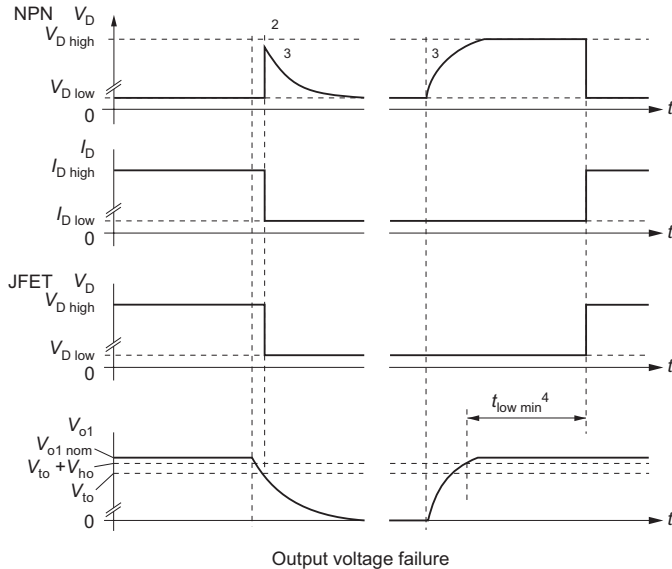 NPN V_D
V_D high
2
3
3
V_D low
0
t
I_D
I_D high
I_D low
0
t
JFET V_D
V_D high
V_D low
0
t
t_low min^4
V_o1
V_o1 nom
V_to + V_ho
V_to
0
t
Output voltage failure